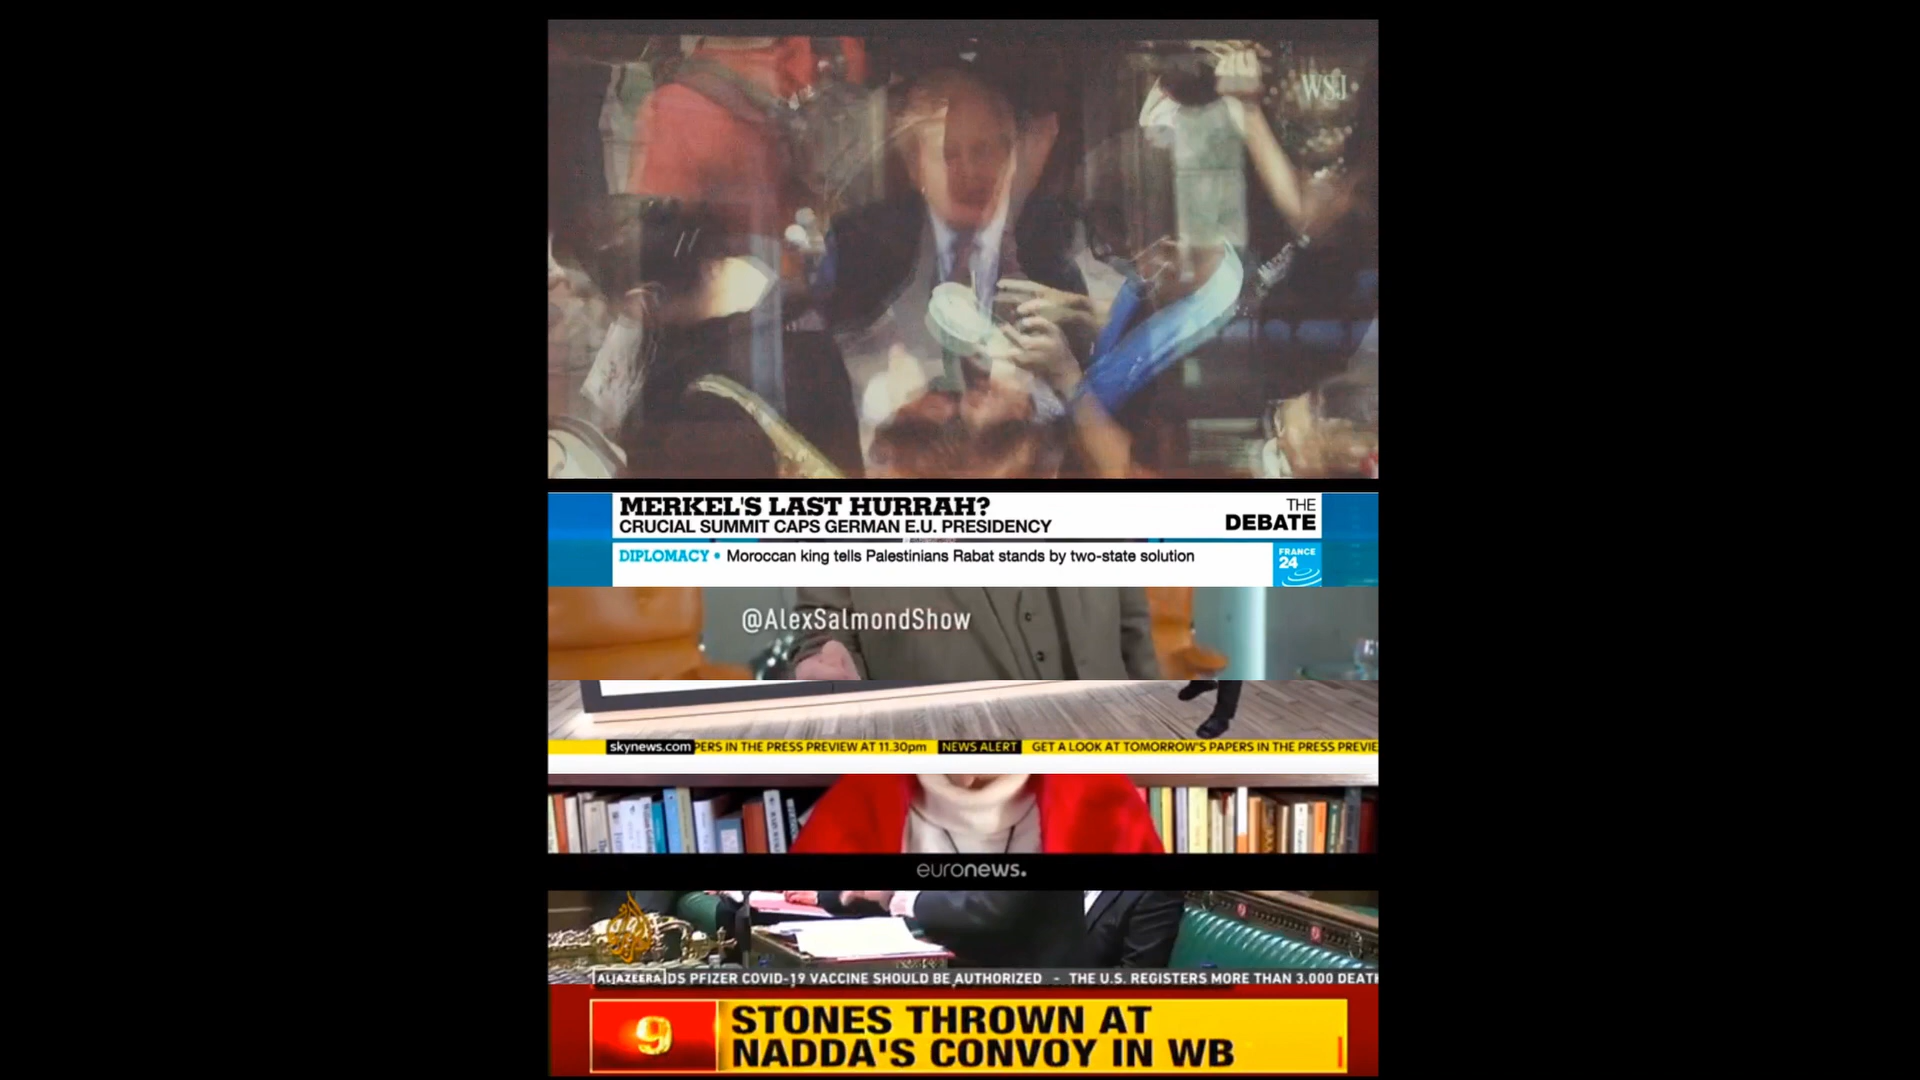 WSJ
MERKEL'S LAST HURRAH?
CRUCIAL SUMMIT CAPS GERMAN E.U. PRESIDENCY
THE
DEBATE
DIPLOMACY • Moroccan king tells Palestinians Rabat stands by two-state solution
FRANCE
24
@AlexSalmondShow
skynews.com PERS IN THE PRESS PREVIEW AT 11.30pm NEWS ALERT GET A LOOK AT TOMORROW'S PAPERS IN THE PRESS PREVIE
euronews.
ALJAZEERA DS PFIZER COVID-19 VACCINE SHOULD BE AUTHORIZED - THE U.S. REGISTERS MORE THAN 3,000 DEATH
9
STONES THROWN AT
NADDA'S CONVOY IN WB